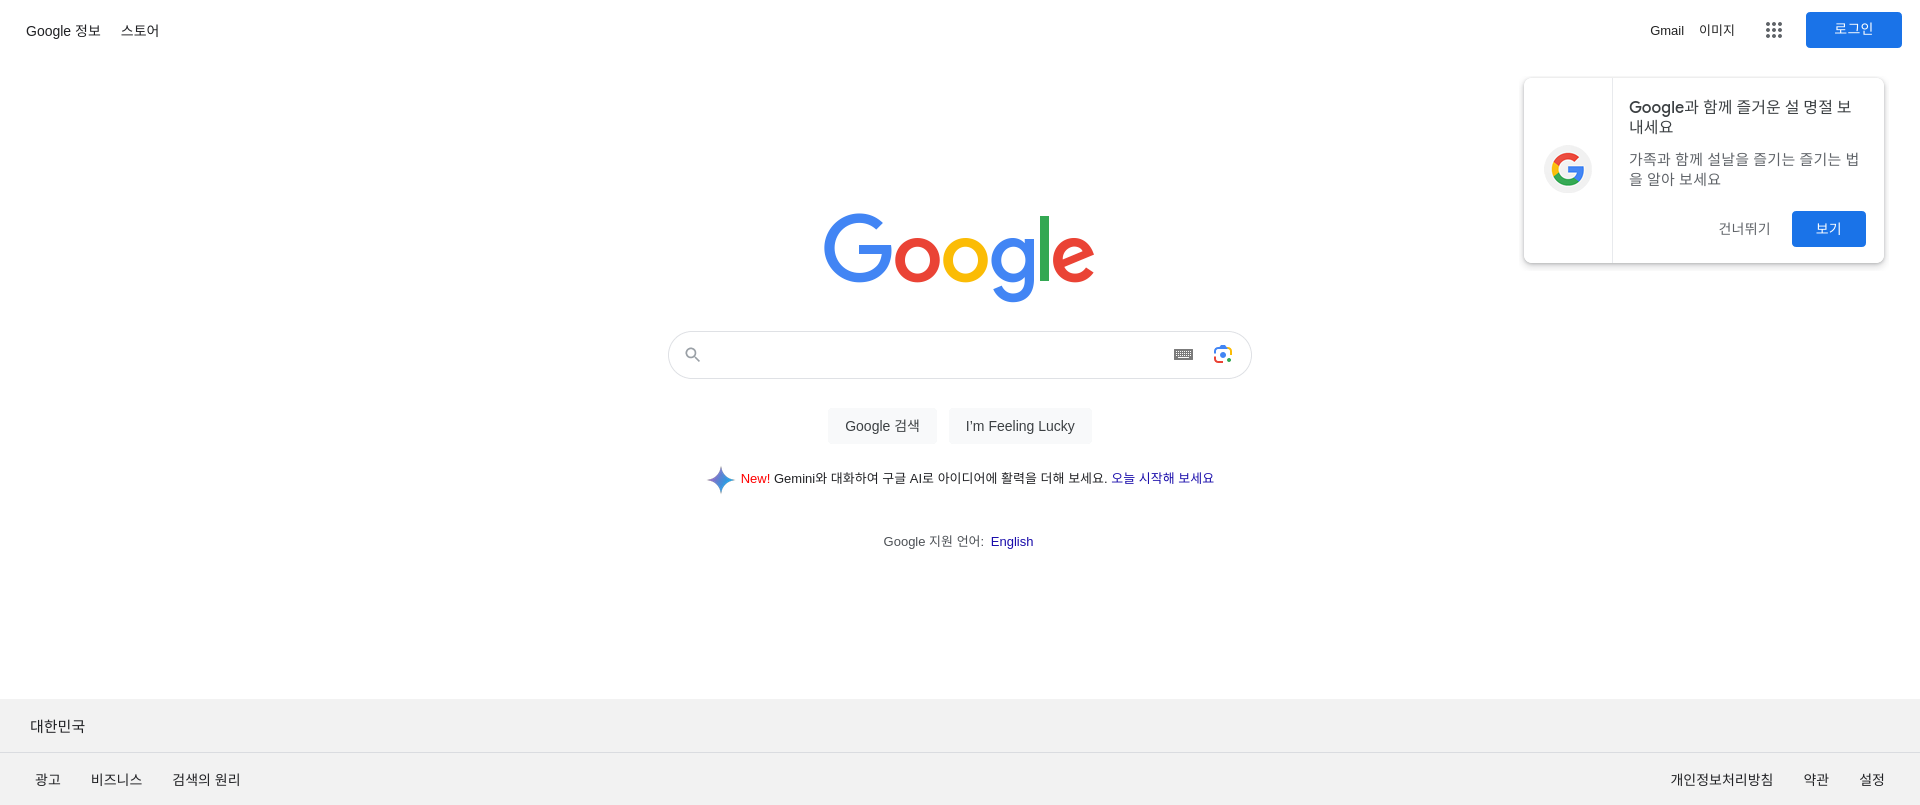 Google 정보 스토어
Gmail 이미지 로그인
Google과 함께 즐거운 설 명절 보
내세요
가족과 함께 설날을 즐기는 즐기는 법
을 알아 보세요
건너뛰기 보기
Google
Google 검색 I'm Feeling Lucky
New! Gemini와 대화하여 구글 AI로 아이디어에 활력을 더해 보세요. 오늘 시작해 보세요
Google 지원 언어: English
대한민국
광고 비즈니스 검색의 원리
개인정보처리방침 약관 설정